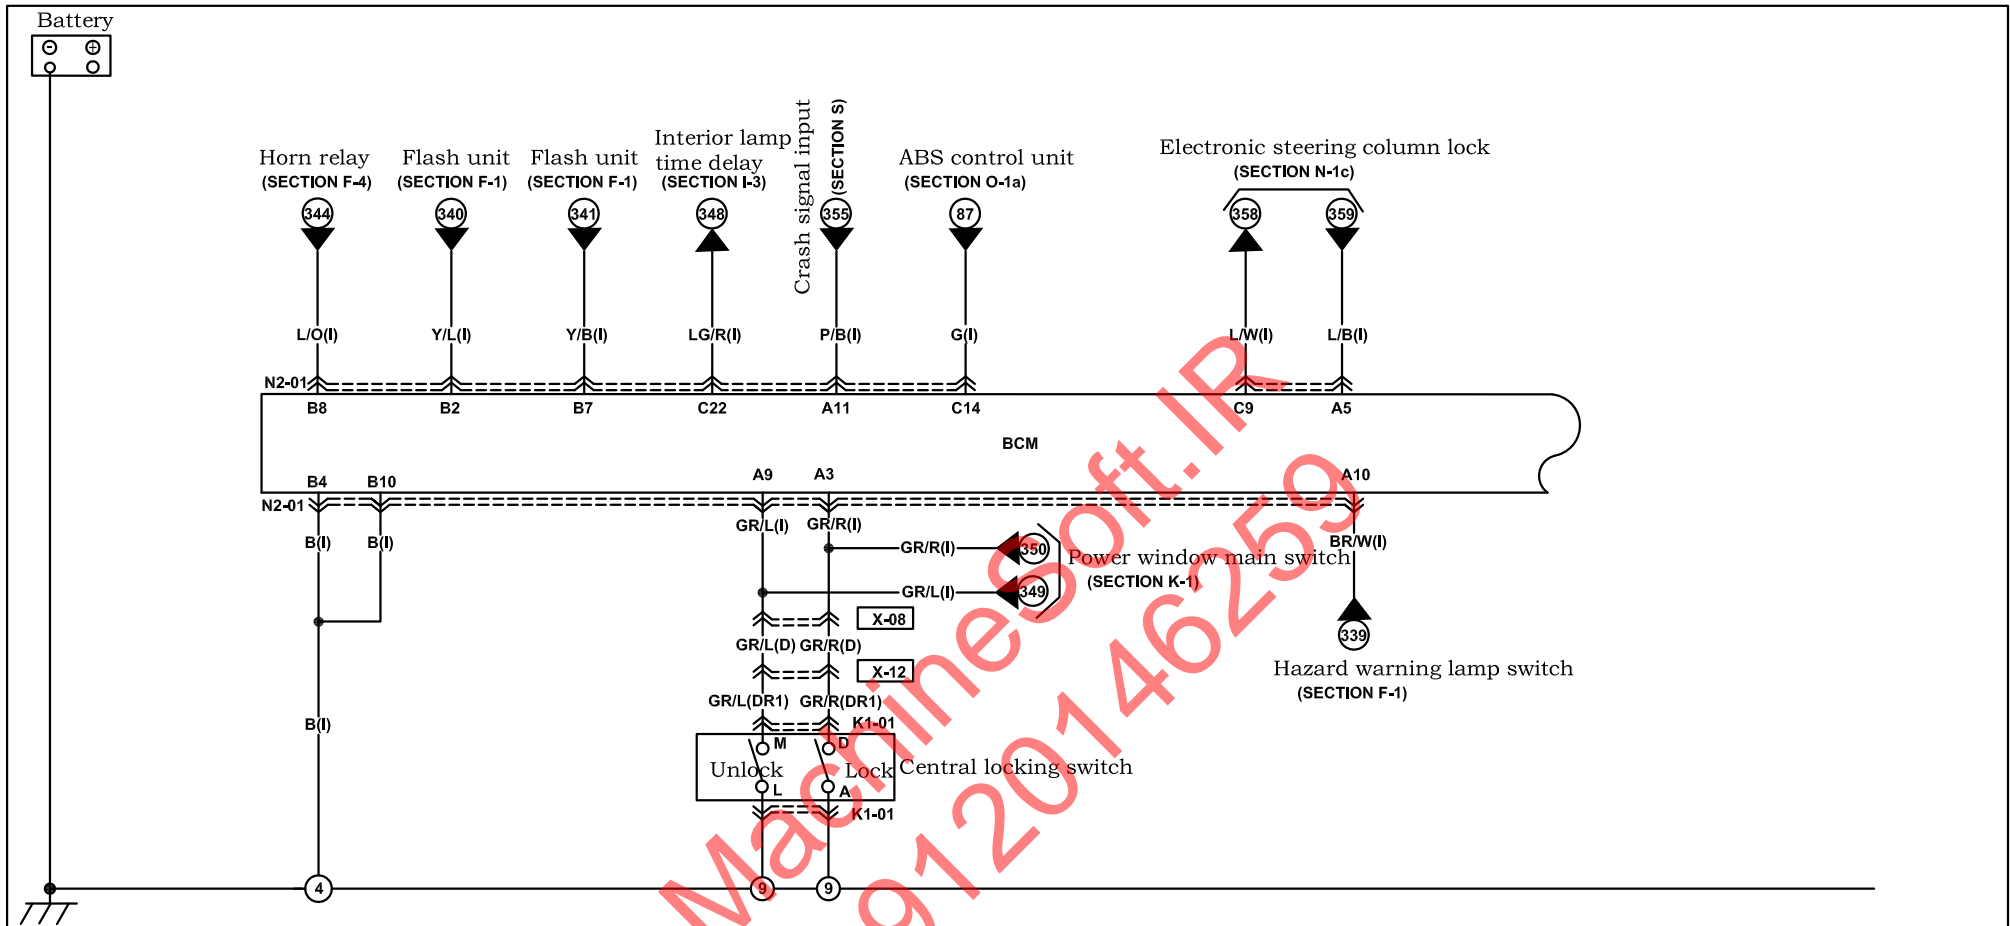 Battery
Horn relay
(SECTION F-4)
344
Flash unit
(SECTION F-1)
340
Flash unit
(SECTION F-1)
341
Interior lamp
time delay
(SECTION I-3)
348
Crash signal input
(SECTION S)
355
ABS control unit
(SECTION O-1a)
87
Electronic steering column lock
(SECTION N-1c)
358
359
L/O(I)
Y/L(I)
Y/B(I)
LG/R(I)
P/B(I)
G(I)
L/W(I)
L/B(I)
N2-01
B8
B2
B7
C22
A11
C14
C9
A5
BCM
B4
B10
A9
A3
A10
N2-01
B(I)
B(I)
GR/L(I)
GR/R(I)
BR/W(I)
GR/R(I)
350
GR/L(I)
349
Power window main switch
(SECTION K-1)
X-08
GR/L(D)
GR/R(D)
X-12
GR/L(DR1)
GR/R(DR1)
339
Hazard warning lamp switch
(SECTION F-1)
B(I)
K1-01
M
D
Unlock
Lock
Central locking switch
L
A
K1-01
4
9
9
MachineSoft.IR
9120146259